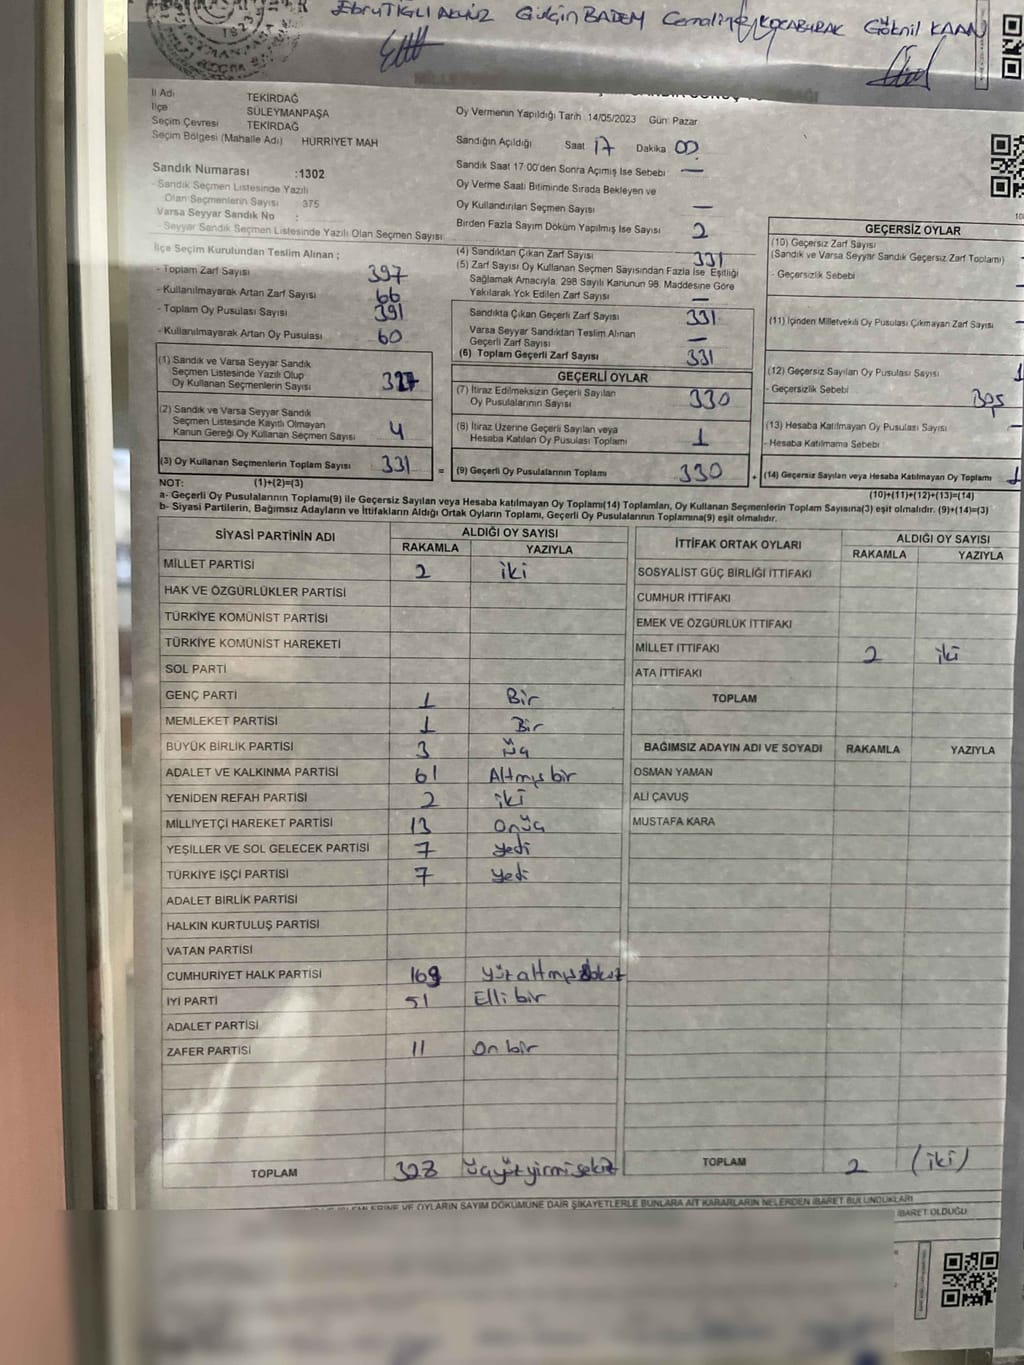 Ebru TIĞLI AKYÜZ Gülçin BADEM KOCABURAK Göknil KAAN
İl Adı TEKİRDAĞ
İlçe SÜLEYMANPAŞA
Seçim Çevresi TEKİRDAĞ
Seçim Bölgesi (Mahalle Adı) HÜRRİYET MAH
Sandık Numarası :1302
- Sandık Seçmen Listesinde Yazılı
Olan Seçmenlerin Sayısı 375
Varsa Seyyar Sandık No :
- Seyyar Sandık Seçmen Listesinde Yazılı Olan Seçmen Sayısı
İlçe Seçim Kurulundan Teslim Alınan ;
- Toplam Zarf Sayısı 397
- Kullanılmayarak Artan Zarf Sayısı 66
- Toplam Oy Pusulası Sayısı 391
- Kullanılmayarak Artan Oy Pusulası 60
(1) Sandık ve Varsa Seyyar Sandık
Seçmen Listesinde Yazılı Olup
Oy Kullanan Seçmenlerin Sayısı 327
(2) Sandık ve Varsa Seyyar Sandık
Seçmen Listesinde Kayıtlı Olmayan
Kanun Gereği Oy Kullanan Seçmen Sayısı 4
(3) Oy Kullanan Seçmenlerin Toplam Sayısı 331 =
Oy Vermenin Yapıldığı Tarih 14/05/2023 Gün: Pazar
Sandığın Açıldığı Saat 17 Dakika 00
Sandık Saat 17:00'den Sonra Açımış İse Sebebi —
Oy Verme Saati Bitiminde Sırada Bekleyen ve
Oy Kullandırılan Seçmen Sayısı —
Birden Fazla Sayım Döküm Yapılmış İse Sayısı 2
(4) Sandıktan Çıkan Zarf Sayısı 331
(5) Zarf Sayısı Oy Kullanan Seçmen Sayısından Fazla İse Eşitliği
Sağlamak Amacıyla, 298 Sayılı Kanunun 98. Maddesine Göre
Yakılarak Yok Edilen Zarf Sayısı —
Sandıkta Çıkan Geçerli Zarf Sayısı 331
Varsa Seyyar Sandıktan Teslim Alınan
Geçerli Zarf Sayısı —
(6) Toplam Geçerli Zarf Sayısı 331
GEÇERLİ OYLAR
(7) İtiraz Edilmeksizin Geçerli Sayılan
Oy Pusulalarının Sayısı 330
(8) İtiraz Üzerine Geçerli Sayılan veya
Hesaba Katılan Oy Pusulası Toplamı 1
(9) Geçerli Oy Pusulalarının Toplamı 330 +
GEÇERSİZ OYLAR
(10) Geçersiz Zarf Sayısı
(Sandık ve Varsa Seyyar Sandık Geçersiz Zarf Toplamı) —
- Geçersizlik Sebebi
(11) İçinden Milletvekili Oy Pusulası Çıkmayan Zarf Sayısı —
(12) Geçersiz Sayılan Oy Pusulası Sayısı 1
- Geçersizlik Sebebi Boş
(13) Hesaba Katılmayan Oy Pusulası Sayısı —
- Hesaba Katılmama Sebebi
(14) Geçersiz Sayılan veya Hesaba Katılmayan Oy Toplamı 1
NOT: (1)+(2)=(3) (10)+(11)+(12)+(13)=(14)
a- Geçerli Oy Pusulalarının Toplamı(9) ile Geçersiz Sayılan veya Hesaba katılmayan Oy Toplamı(14) Toplamları, Oy Kullanan Seçmenlerin Toplam Sayısına(3) eşit olmalıdır. (9)+(14)=(3)
b- Siyasi Partilerin, Bağımsız Adayların ve İttifakların Aldığı Ortak Oyların Toplamı, Geçerli Oy Pusulalarının Toplamına(9) eşit olmalıdır.
SİYASİ PARTİNİN ADI ALDIĞI OY SAYISI
RAKAMLA YAZIYLA
MİLLET PARTİSİ 2 iki
HAK VE ÖZGÜRLÜKLER PARTİSİ
TÜRKİYE KOMÜNİST PARTİSİ
TÜRKİYE KOMÜNİST HAREKETİ
SOL PARTİ
GENÇ PARTİ 1 Bir
MEMLEKET PARTİSİ 1 Bir
BÜYÜK BİRLİK PARTİSİ 3 Üç
ADALET VE KALKINMA PARTİSİ 61 Altmış bir
YENİDEN REFAH PARTİSİ 2 iki
MİLLİYETÇİ HAREKET PARTİSİ 13 Onüç
YEŞİLLER VE SOL GELECEK PARTİSİ 7 Yedi
TÜRKİYE İŞÇİ PARTİSİ 7 Yedi
ADALET BİRLİK PARTİSİ
HALKIN KURTULUŞ PARTİSİ
VATAN PARTİSİ
CUMHURİYET HALK PARTİSİ 169 Yüzaltmışdokuz
İYİ PARTİ 51 Elli bir
ADALET PARTİSİ
ZAFER PARTİSİ 11 On bir
TOPLAM 328 Üçyüzyirmisekiz
İTTİFAK ORTAK OYLARI ALDIĞI OY SAYISI
RAKAMLA YAZIYLA
SOSYALİST GÜÇ BİRLİĞİ İTTİFAKI
CUMHUR İTTİFAKI
EMEK VE ÖZGÜRLÜK İTTİFAKI
MİLLET İTTİFAKI 2 iki
ATA İTTİFAKI
TOPLAM
BAĞIMSIZ ADAYIN ADI VE SOYADI RAKAMLA YAZIYLA
OSMAN YAMAN
ALİ ÇAVUŞ
MUSTAFA KARA
TOPLAM 2 (iki)
VE OYLARIN SAYIM DÖKÜMÜNE DAİR ŞİKAYETLERLE BUNLARA AİT KARARLARIN NELERDEN İBARET BULUNDUKLARI
İBARET OLDUĞU